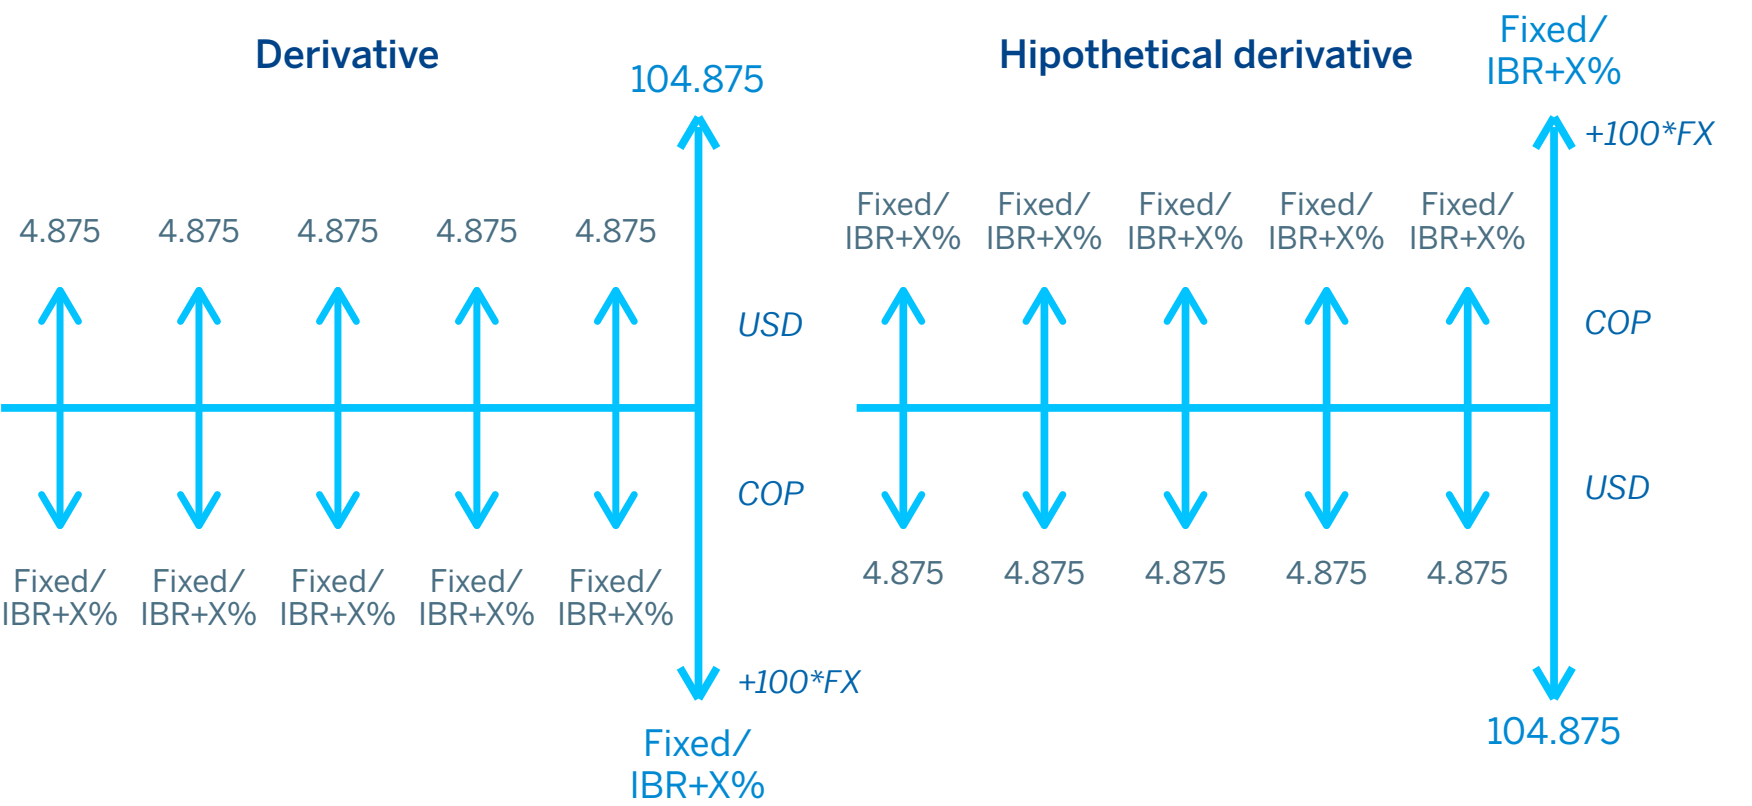 Derivative
104.875
4.875 4.875 4.875 4.875 4.875
USD
COP
Fixed/ Fixed/ Fixed/ Fixed/ Fixed/
IBR+X% IBR+X% IBR+X% IBR+X% IBR+X%
+100*FX
Fixed/
IBR+X%
Hipothetical derivative
Fixed/
IBR+X%
+100*FX
Fixed/ Fixed/ Fixed/ Fixed/ Fixed/
IBR+X% IBR+X% IBR+X% IBR+X% IBR+X%
COP
USD
4.875 4.875 4.875 4.875 4.875
104.875